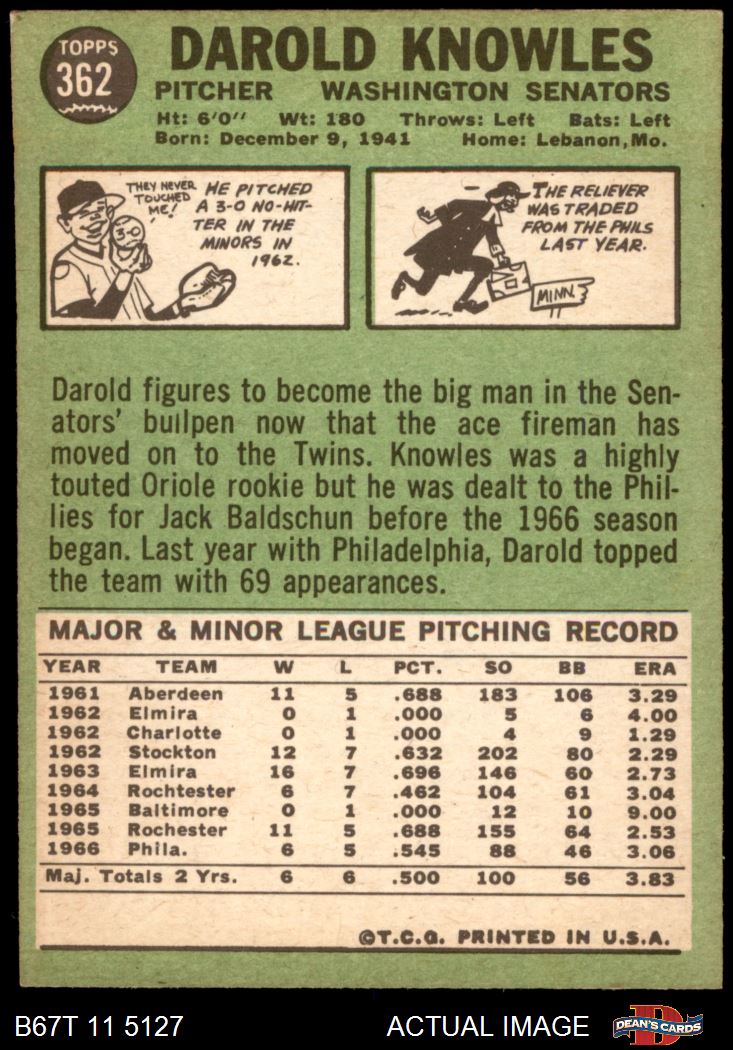 TOPPS
362
DAROLD KNOWLES
PITCHER WASHINGTON SENATORS
Ht: 6'0" Wt: 180 Throws: Left Bats: Left
Born: December 9, 1941 Home: Lebanon, Mo.
THEY NEVER
TOUCHED
ME!
HE PITCHED
A 3-0 NO-HIT-
TER IN THE
MINORS IN
1962.
THE RELIEVER
WAS TRADED
FROM THE PHILS
LAST YEAR.
MINN.
Darold figures to become the big man in the Sen-
ators' bullpen now that the ace fireman has
moved on to the Twins. Knowles was a highly
touted Oriole rookie but he was dealt to the Phil-
lies for Jack Baldschun before the 1966 season
began. Last year with Philadelphia, Darold topped
the team with 69 appearances.
MAJOR & MINOR LEAGUE PITCHING RECORD
YEAR TEAM W L PCT. SO BB ERA
1961 Aberdeen 11 5 .688 183 106 3.29
1962 Elmira 0 1 .000 5 6 4.00
1962 Charlotte 0 1 .000 4 9 1.29
1962 Stockton 12 7 .632 202 80 2.29
1963 Elmira 16 7 .696 146 60 2.73
1964 Rochtester 6 7 .462 104 61 3.04
1965 Baltimore 0 1 .000 12 10 9.00
1965 Rochester 11 5 .688 155 64 2.53
1966 Phila. 6 5 .545 88 46 3.06
Maj. Totals 2 Yrs. 6 6 .500 100 56 3.83
©T.C.G. PRINTED IN U.S.A.
B67T 11 5127 ACTUAL IMAGE DEAN'S CARDS